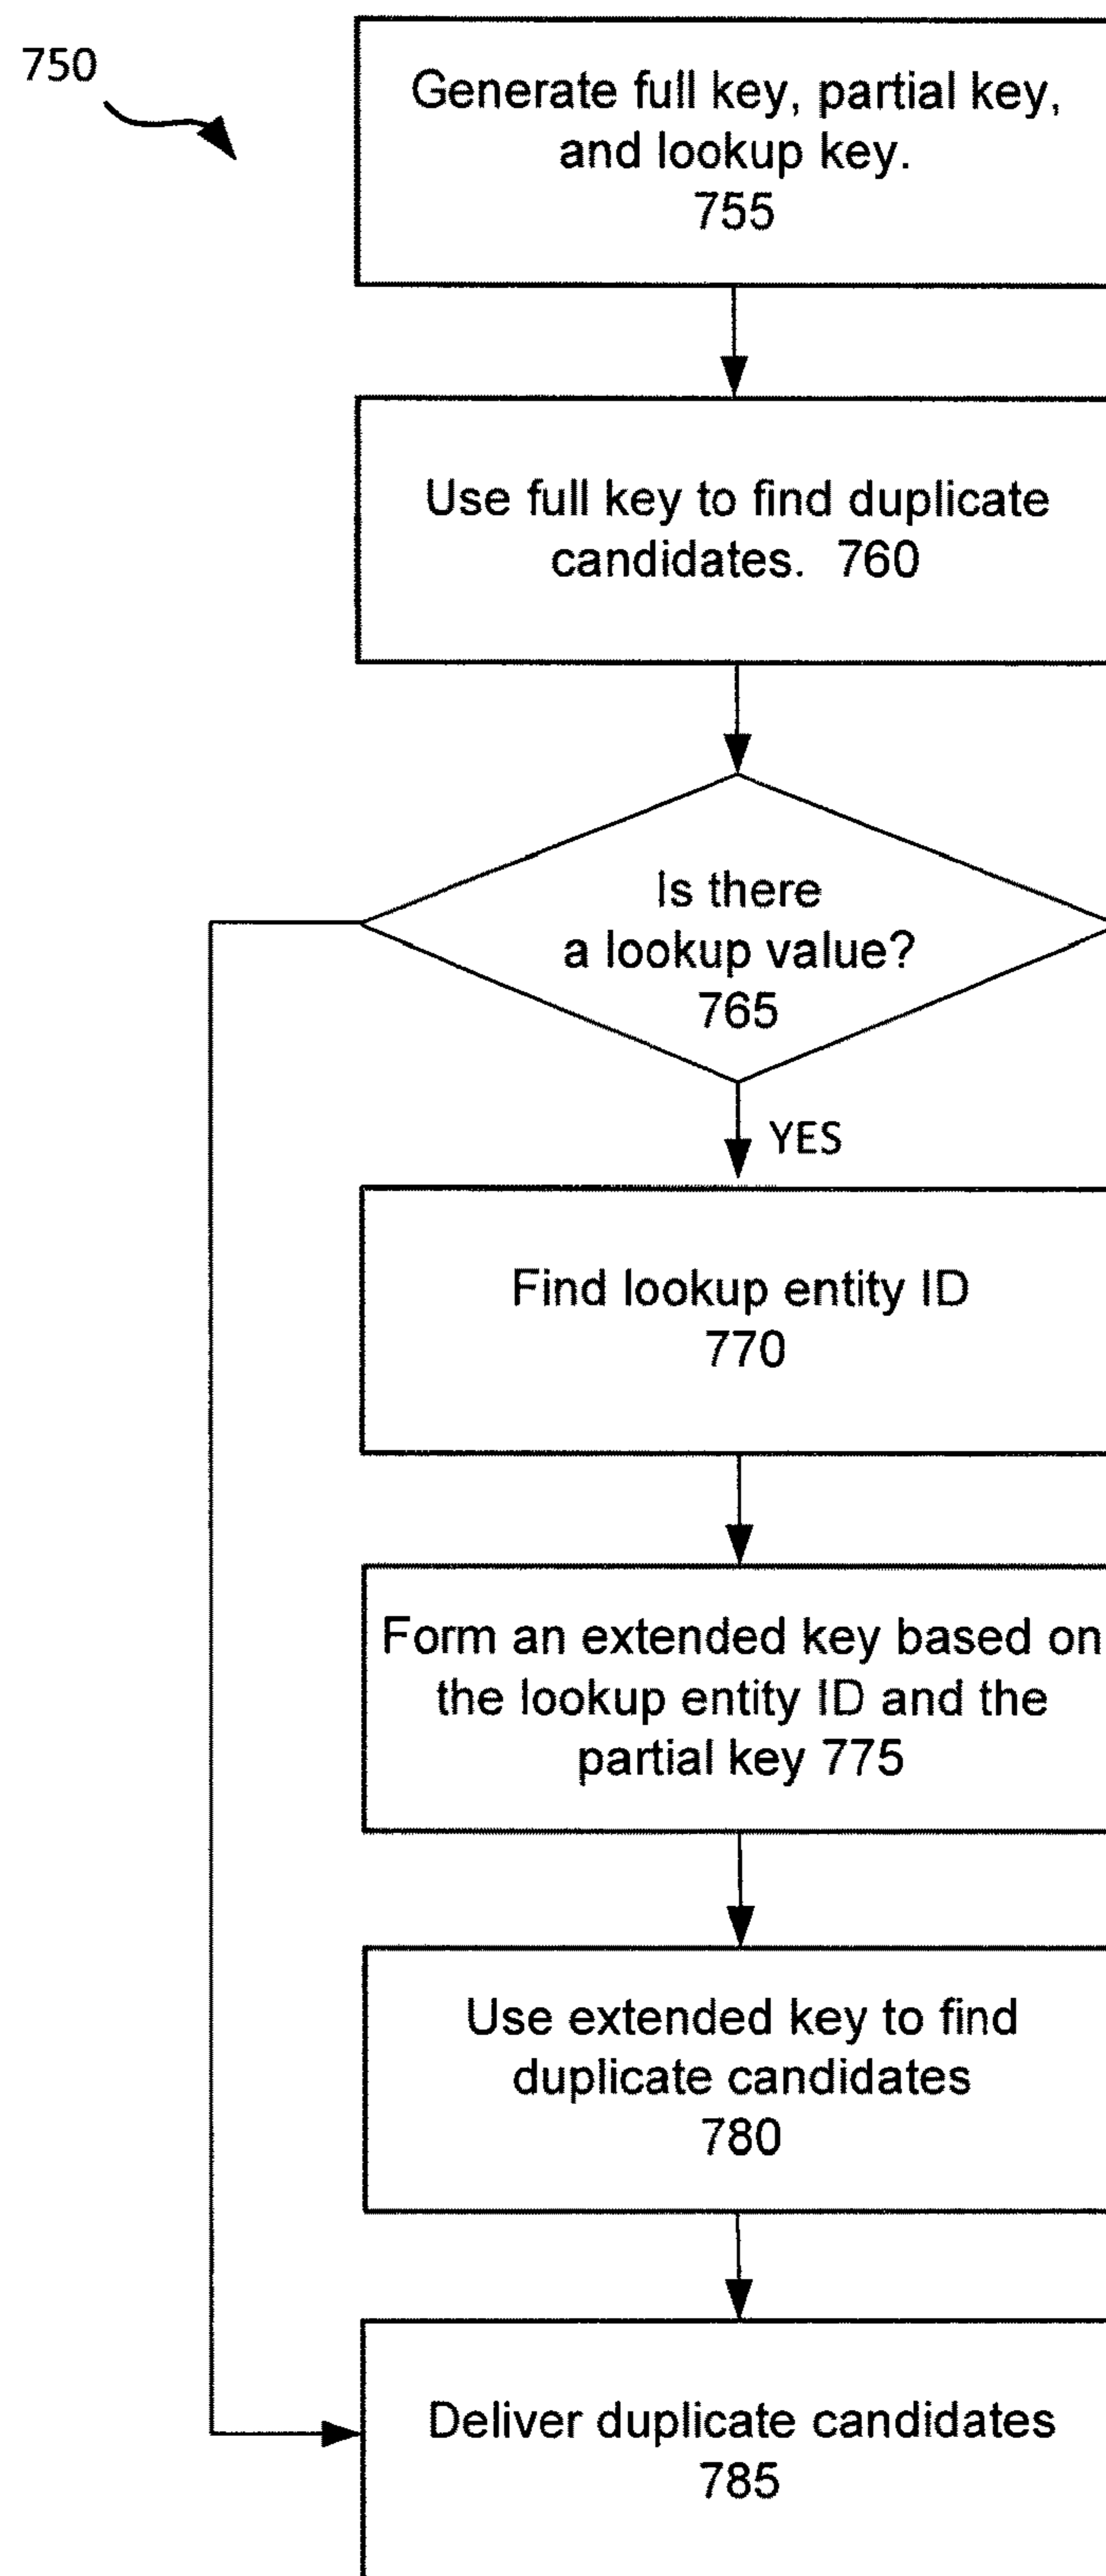 750
Generate full key, partial key,
and lookup key.
755
Use full key to find duplicate
candidates. 760
Is there
a lookup value?
765
YES
Find lookup entity ID
770
Form an extended key based on
the lookup entity ID and the
partial key 775
Use extended key to find
duplicate candidates
780
Deliver duplicate candidates
785